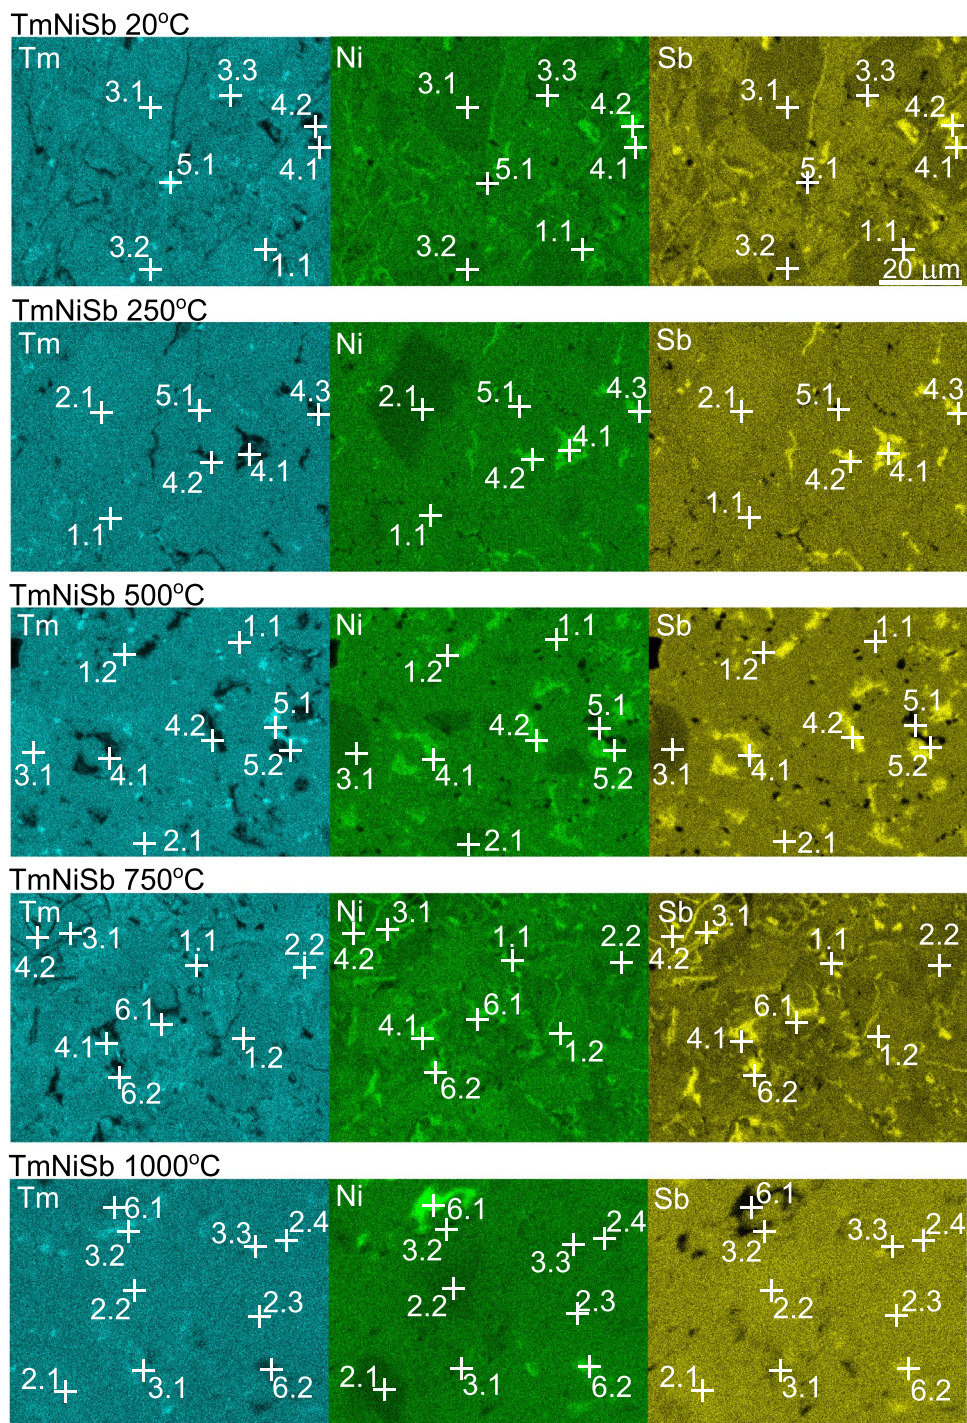 TmNiSb 20°C
Tm Ni Sb
3.1 3.3 3.1 3.3 3.1 3.3
4.2 4.2 4.2
4.1 4.1 4.1
5.1 5.1 5.1
3.2 1.1 3.2 1.1 3.2 1.1
20 μm
TmNiSb 250°C
Tm Ni Sb
2.1 5.1 4.3 2.1 5.1 4.3 2.1 5.1 4.3
4.2 4.1 4.2 4.1 4.2 4.1
1.1 1.1 1.1
TmNiSb 500°C
Tm Ni Sb
1.1 1.1 1.1
1.2 1.2 1.2
4.2 5.1 4.2 5.1 4.2 5.1
3.1 4.1 5.2 3.1 4.1 5.2 3.1 4.1 5.2
2.1 2.1 2.1
TmNiSb 750°C
Tm Ni Sb
3.1 3.1 3.1
4.2 1.1 2.2 4.2 1.1 2.2 4.2 1.1 2.2
6.1 6.1 6.1
4.1 1.2 4.1 1.2 4.1 1.2
6.2 6.2 6.2
TmNiSb 1000°C
Tm Ni Sb
6.1 6.1 6.1
3.2 3.3 2.4 3.2 3.3 2.4 3.2 3.3 2.4
2.2 2.3 2.2 2.3 2.2 2.3
2.1 3.1 6.2 2.1 3.1 6.2 2.1 3.1 6.2